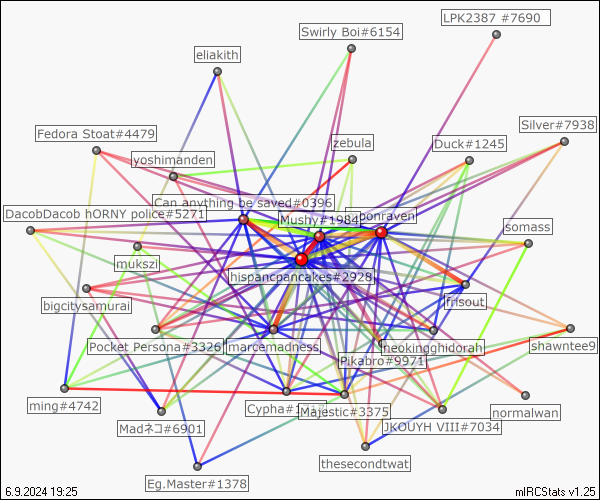 LPK2387 #7690
Swirly Boi#6154
eliakith
Silver#7938
Fedora Stoat#4479
zebula
Duck#1245
yoshimanden
Can anything be saved#0396
DacobDacob hORNY police#5271
Mushy#1984
bonraven
somass
mukszi
hispancpancakes#2928
frisout
bigcitysamurai
Pocket Persona#3326
marcemadness
neokingghidorah
shawntee9
Pikabro#9971
ming#4742
Cypha#1
Majestic#3375
normalwan
Madネコ#6901
JKOUYH VIII#7034
thesecondtwat
Eg.Master#1378
6.9.2024 19:25
mIRCStats v1.25